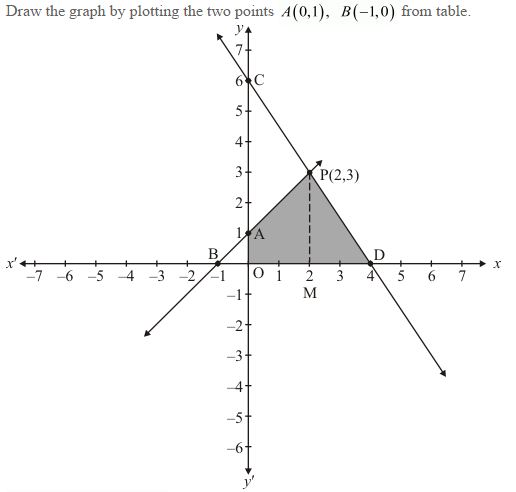 Draw the graph by plotting the two points A(0,1), B(−1,0) from table.
y
7
6 C
5
4
3 P(2,3)
2
1 A
B D
x' x
−7 −6 −5 −4 −3 −2 −1 O 1 2 3 4 5 6 7
−1 M
−2
−3
−4
−5
−6
y'